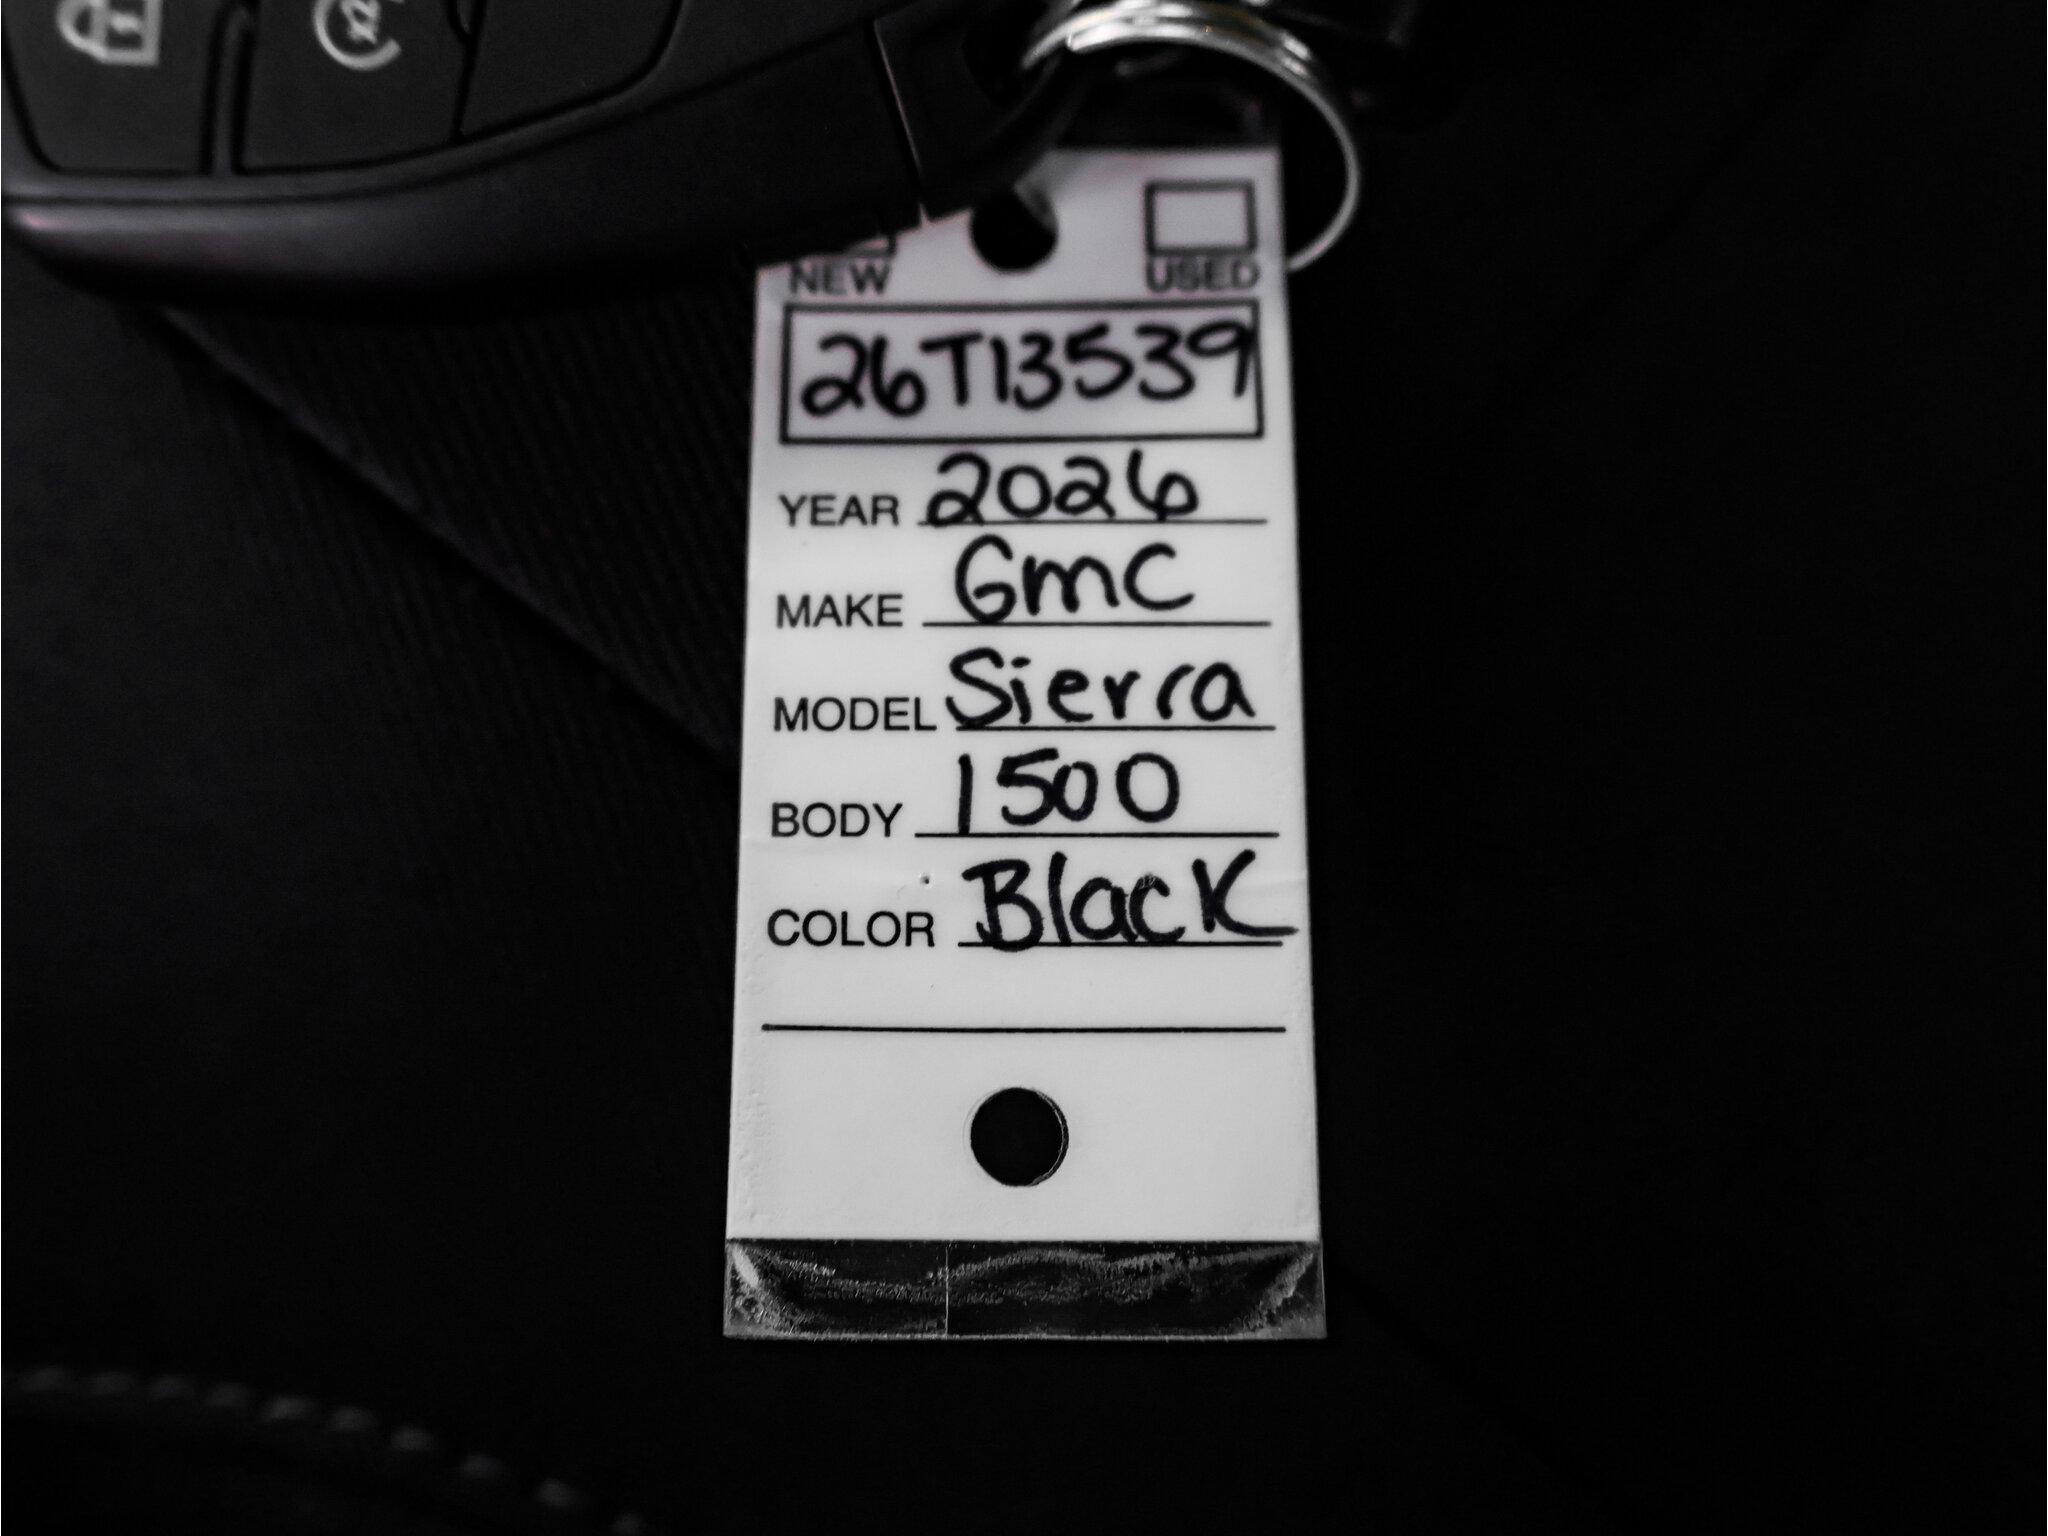 NEW USED
26T13539
YEAR 2026
MAKE GMC
MODEL Sierra
BODY 1500
COLOR Black